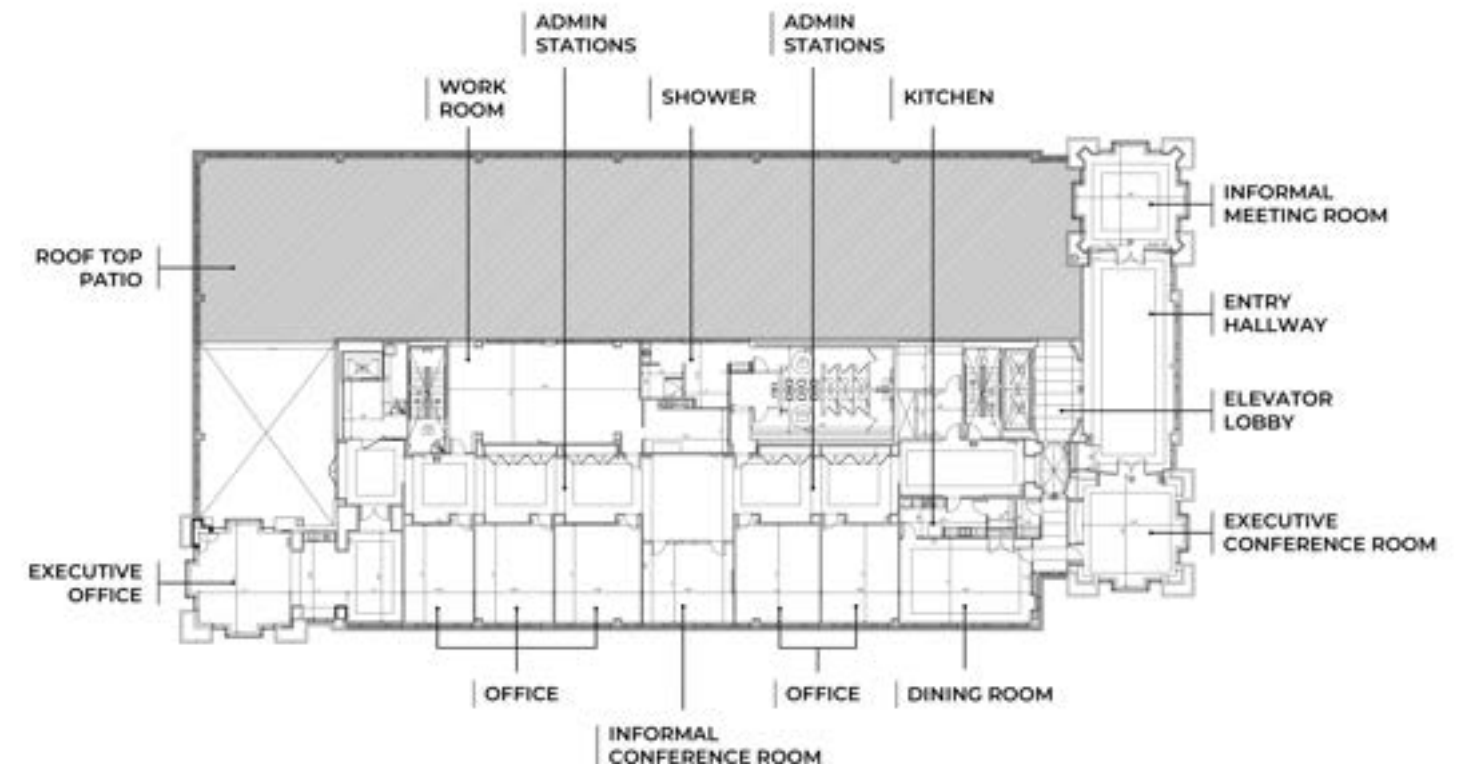 ADMIN
STATIONS
ADMIN
STATIONS
WORK
ROOM
SHOWER
KITCHEN
INFORMAL
MEETING ROOM
ROOF TOP
PATIO
ENTRY
HALLWAY
ELEVATOR
LOBBY
EXECUTIVE
CONFERENCE ROOM
EXECUTIVE
OFFICE
OFFICE
OFFICE
DINING ROOM
INFORMAL
CONFERENCE ROOM